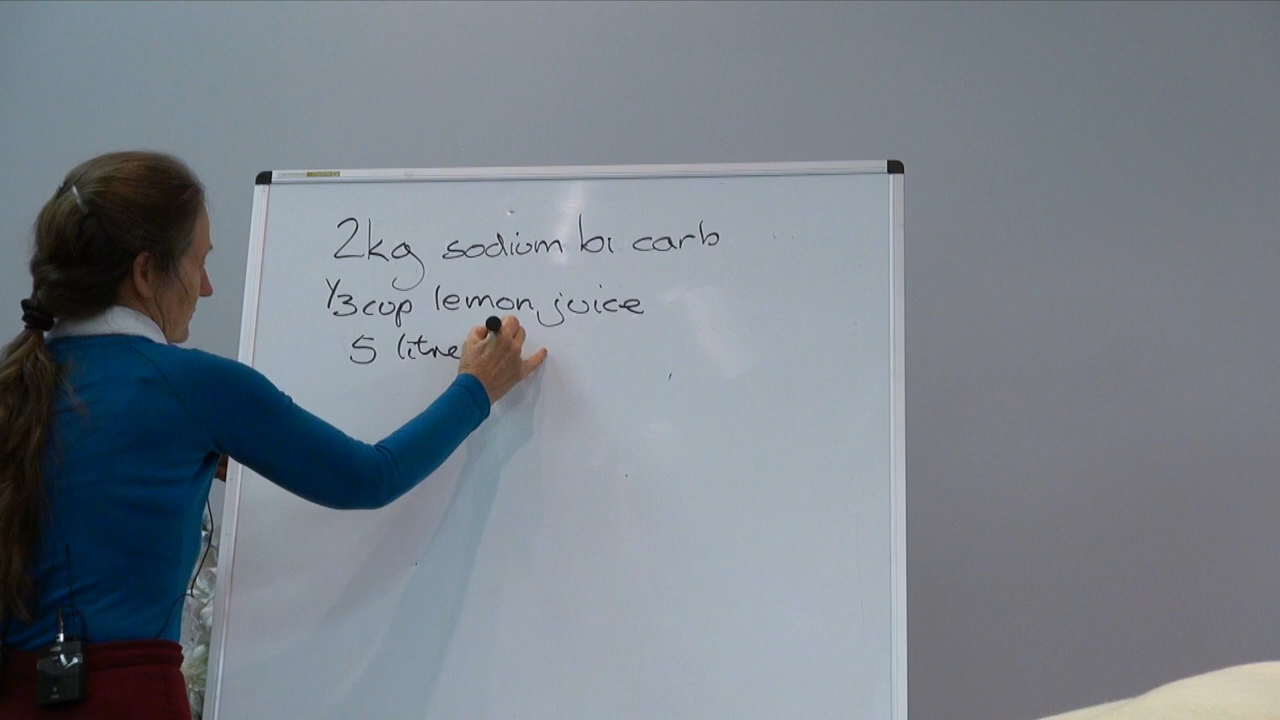 2kg sodium bi carb
1/3 cup lemon juice
5 litre